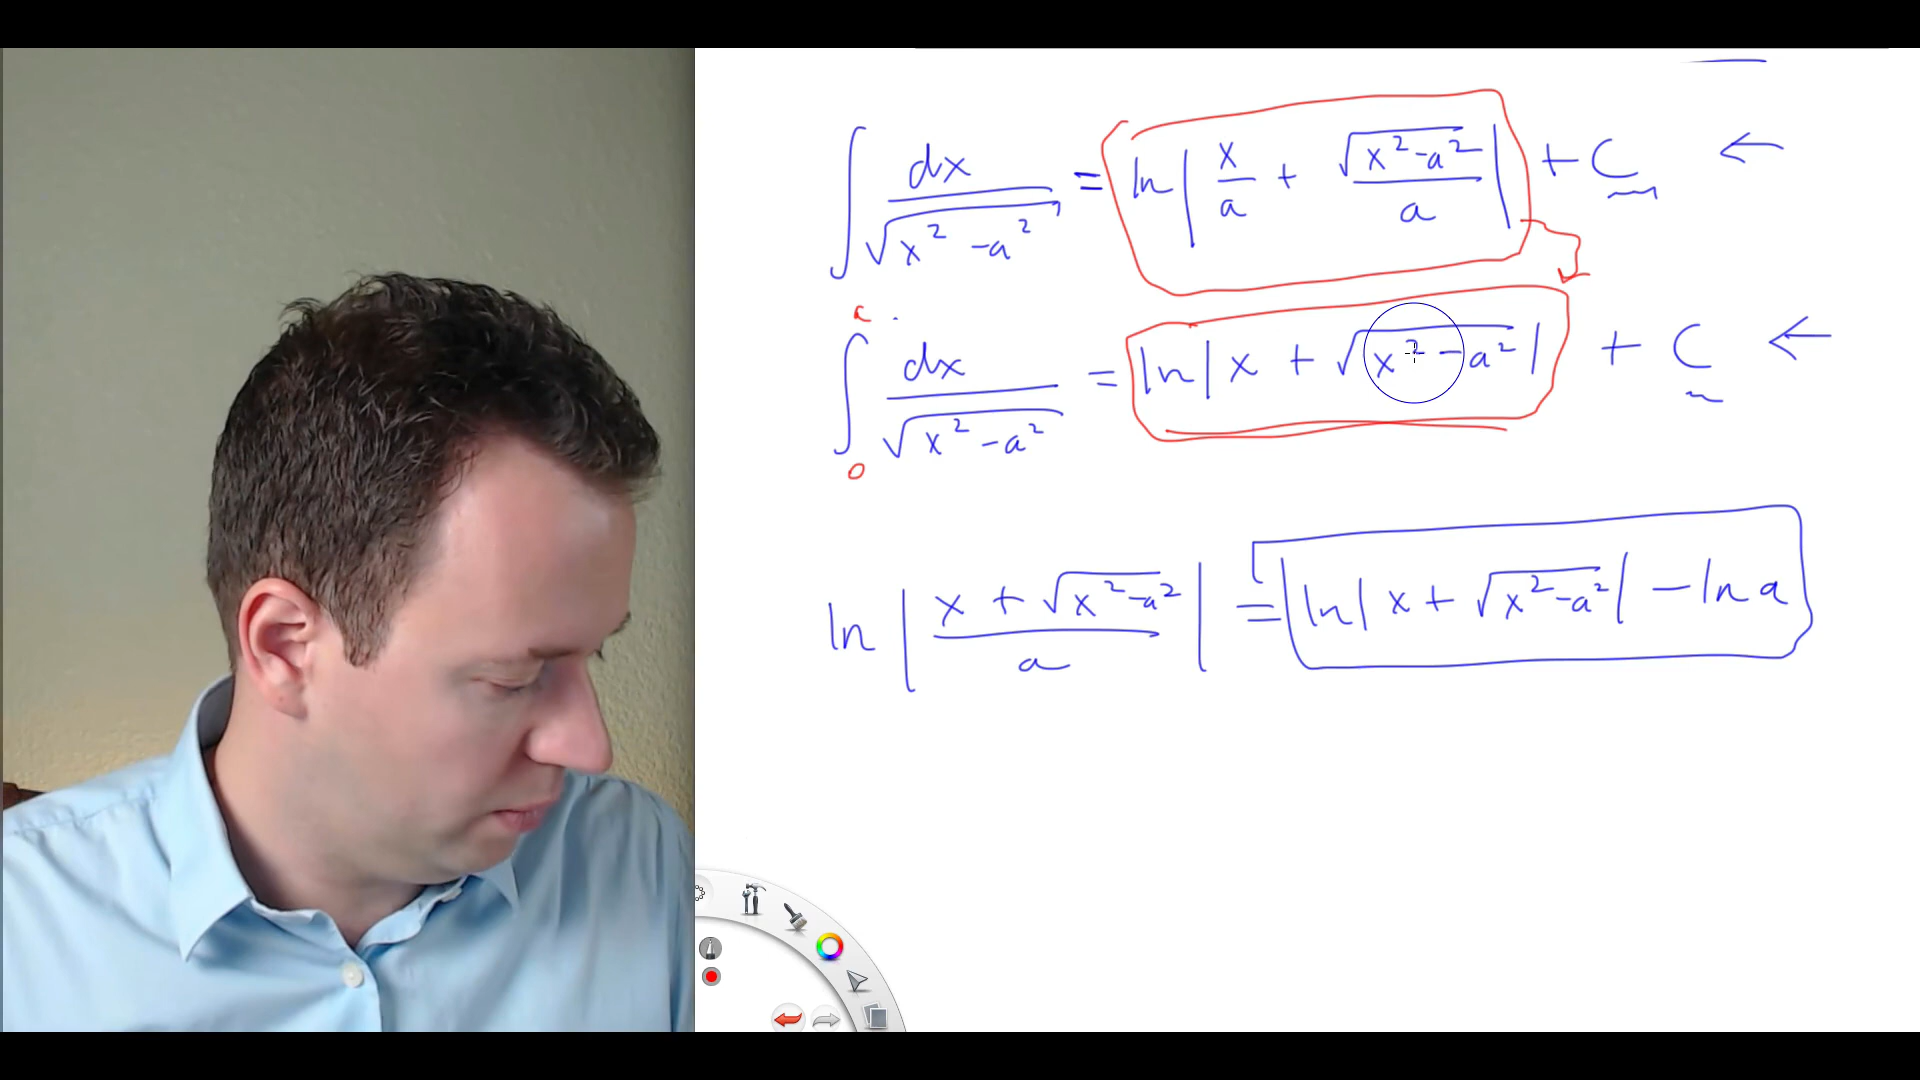 ∫ dx / √(x² - a²) = ln | x/a + √(x² - a²)/a | + C ←
∫₀ᵃ dx / √(x² - a²) = ln | x + √(x² - a²) | + C ←
ln | (x + √(x² - a²)) / a | = ln | x + √(x² - a²) | - ln a